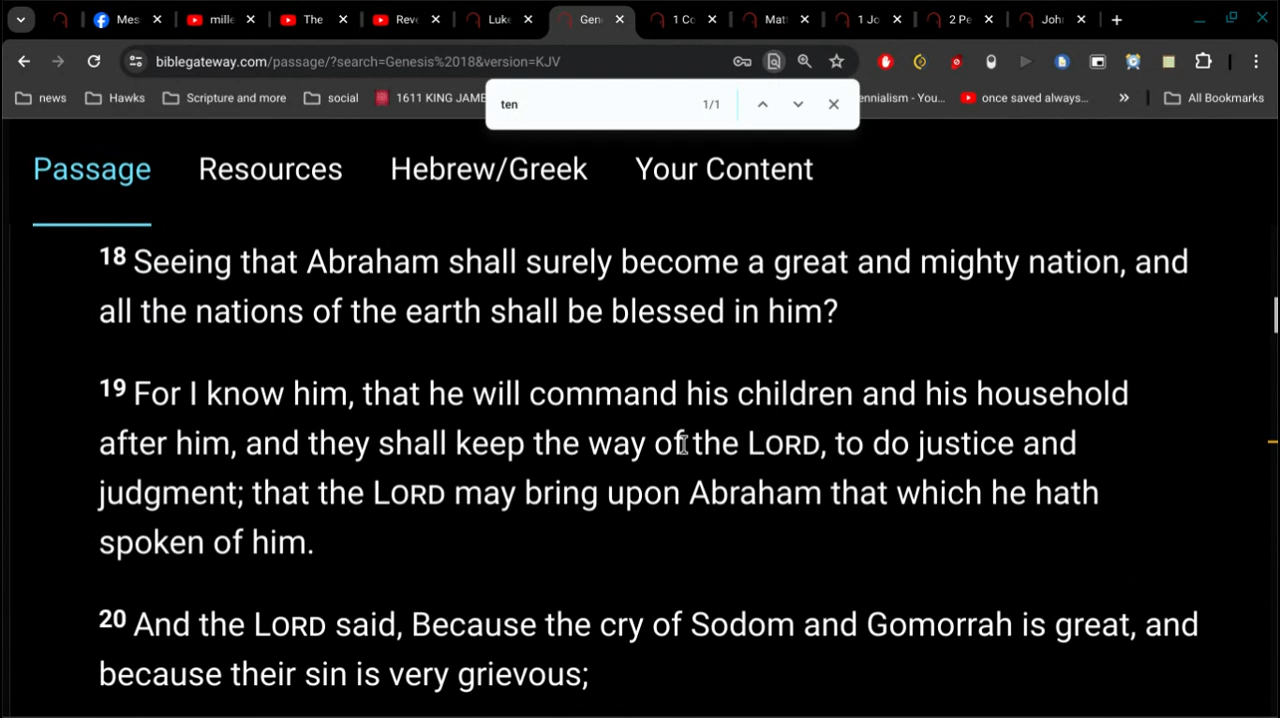 Mes
mille
The
Reve
Luke
Gen
1 Co
Mat
1 Jo
2 Pe
Joh
biblegateway.com/passage/?search=Genesis%2018&version=KJV
news
Hawks
Scripture and more
social
1611 KING JAME
ennialism - You...
once saved always...
»
All Bookmarks
ten 1/1
Passage Resources Hebrew/Greek Your Content
18 Seeing that Abraham shall surely become a great and mighty nation, and
all the nations of the earth shall be blessed in him?
19 For I know him, that he will command his children and his household
after him, and they shall keep the way of the LORD, to do justice and
judgment; that the LORD may bring upon Abraham that which he hath
spoken of him.
20 And the LORD said, Because the cry of Sodom and Gomorrah is great, and
because their sin is very grievous;